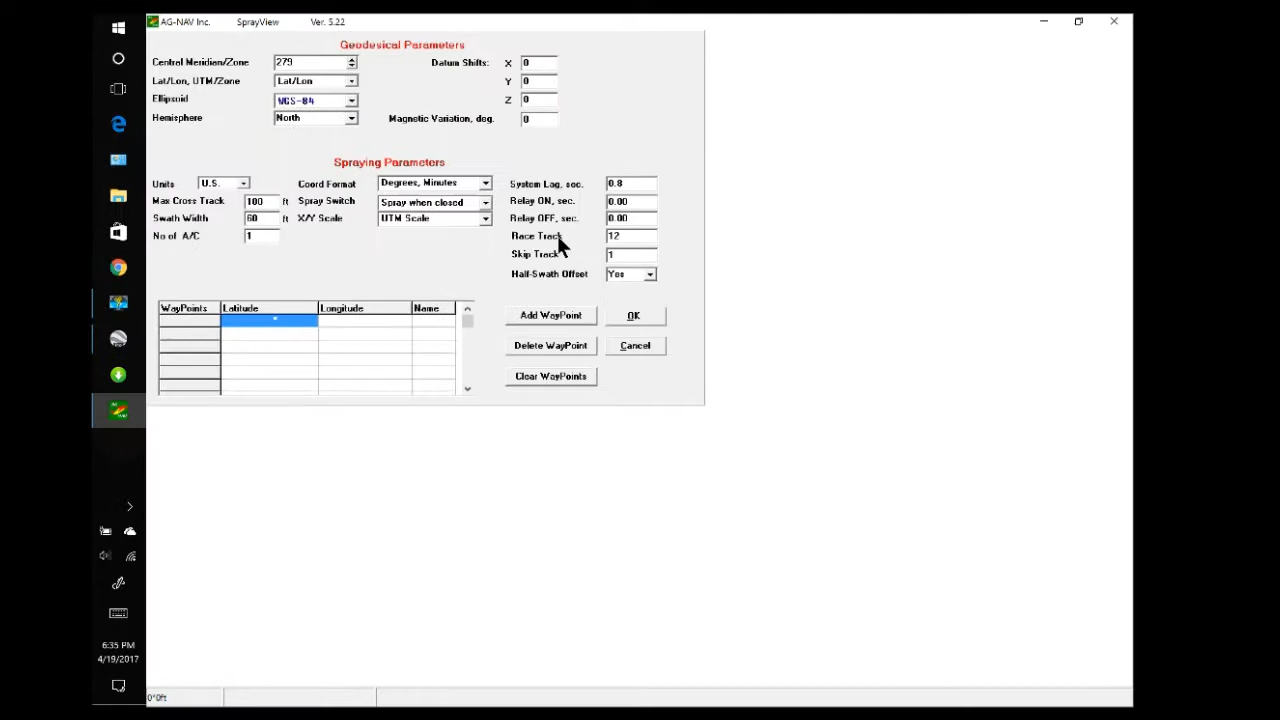 AG-NAV Inc. SprayView Ver. 5.22
Geodesical Parameters
Central Meridian/Zone 279 Datum Shifts: X 0
Lat/Lon, UTM/Zone Lat/Lon Y 0
Ellipsoid WGS-84 Z 0
Hemisphere North Magnetic Variation, deg. 0
Spraying Parameters
Units U.S. Coord Format Degrees, Minutes System Lag, sec. 0.8
Max Cross Track 100 ft Spray Switch Spray when closed Relay ON, sec. 0.00
Swath Width 60 ft X/Y Scale UTM Scale Relay OFF, sec. 0.00
No of A/C 1 Race Track 12
Skip Track 1
Half-Swath Offset Yes
WayPoints Latitude Longitude Name
*
Add WayPoint OK
Delete WayPoint Cancel
Clear WayPoints
6:35 PM
4/19/2017
0°0ft